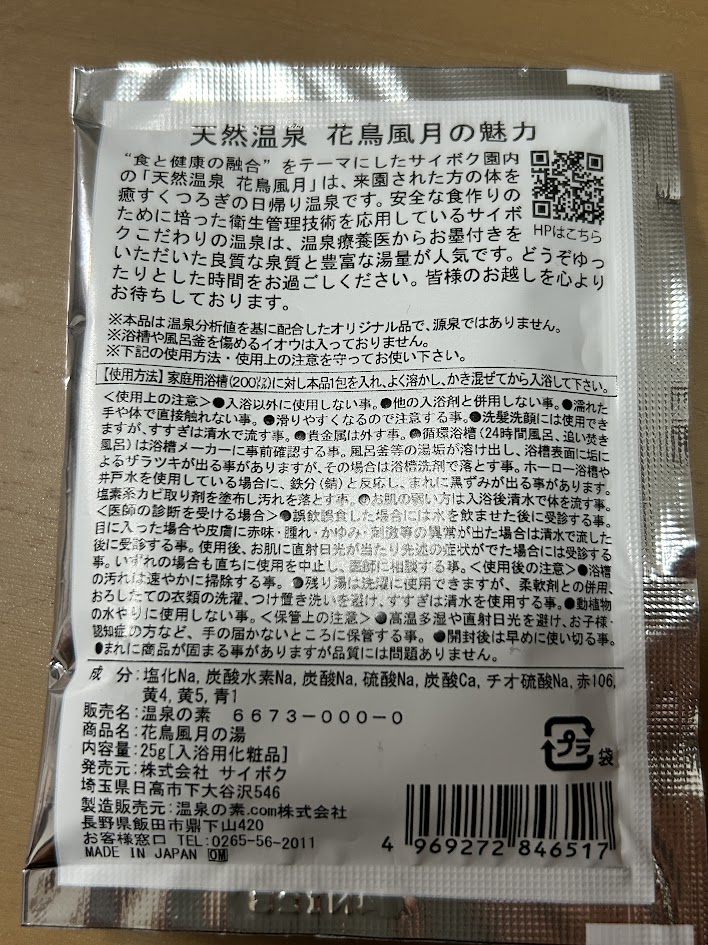 天然温泉 花鳥風月の魅力
“食と健康の融合”をテーマにしたサイボク園内
の「天然温泉 花鳥風月」は、来園された方の体を
癒すくつろぎの日帰り温泉です。安全な食作りの
ために培った衛生管理技術を応用しているサイボ
クこだわりの温泉は、温泉療養医からお墨付きを
いただいた良質な泉質と豊富な湯量が人気です。どうぞゆっ
たりとした時間をお過ごしください。皆様のお越しを心より
お待ちしております。
HPはこちら
※本品は温泉分析値を基に配合したオリジナル品で、源泉ではありません。
※浴槽や風呂釜を傷めるイオウは入っておりません。
※下記の使用方法・使用上の注意を守ってお使い下さい。
【使用方法】家庭用浴槽(200㍑)に対し本品1包を入れ、よく溶かし、かき混ぜてから入浴して下さい。
<使用上の注意>●入浴以外に使用しない事。●他の入浴剤と併用しない事。●濡れた
手や体で直接触れない事。●滑りやすくなるので注意する事。●洗髪洗顔には使用でき
ますが、すすぎは清水で流す事。●貴金属は外す事。●循環浴槽(24時間風呂、追い焚き
風呂)は浴槽メーカーに事前確認する事。風呂釜等の湯垢が溶け出し、浴槽表面に垢に
よるザラツキが出る事がありますが、その場合は浴槽洗剤で落とす事。ホーロー浴槽や
井戸水を使用している場合に、鉄分(錆)と反応し、まれに黒ずみが出る事があります。
塩素系カビ取り剤を塗布し汚れを落とす事。●お肌の弱い方は入浴後清水で体を流す事。
<医師の診断を受ける場合>●誤飲誤食した場合には水を飲ませた後に受診する事。
目に入った場合や皮膚に赤味・腫れ・かゆみ・刺激等の異常が出た場合は清水で流した
後に受診する事。使用後、お肌に直射日光が当たり先述の症状がでた場合には受診する
事。いずれの場合も直ちに使用を中止し、医師に相談する事。<使用後の注意>●浴槽
の汚れは速やかに掃除する事。●残り湯は洗濯に使用できますが、柔軟剤との併用、
おろしたての衣類の洗濯、つけ置き洗いを避け、すすぎは清水を使用する事。●動植物
の水やりに使用しない事。<保管上の注意>●高温多湿や直射日光を避け、お子様・
認知症の方など、手の届かないところに保管する事。●開封後は早めに使い切る事。
●まれに商品が固まる事がありますが品質には問題ありません。
成 分:塩化Na, 炭酸水素Na, 炭酸Na, 硫酸Na, 炭酸Ca, チオ硫酸Na, 赤106,
黄4, 黄5, 青1
販売名:温泉の素 6673-000-0
商品名:花鳥風月の湯
内容量:25g[入浴用化粧品]
発売元:株式会社 サイボク
埼玉県日高市下大谷沢546
製造販売元:温泉の素.com株式会社
長野県飯田市鼎下山420
お客様窓口 TEL:0265-56-2011
MADE IN JAPAN OM
プラ
袋
4 969272 846517